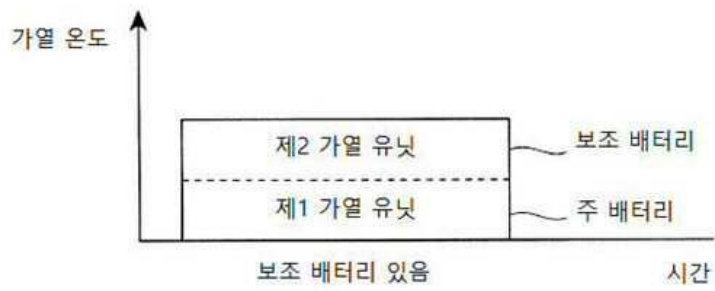 가열 온도
제2 가열 유닛
보조 배터리
제1 가열 유닛
주 배터리
보조 배터리 있음
시간